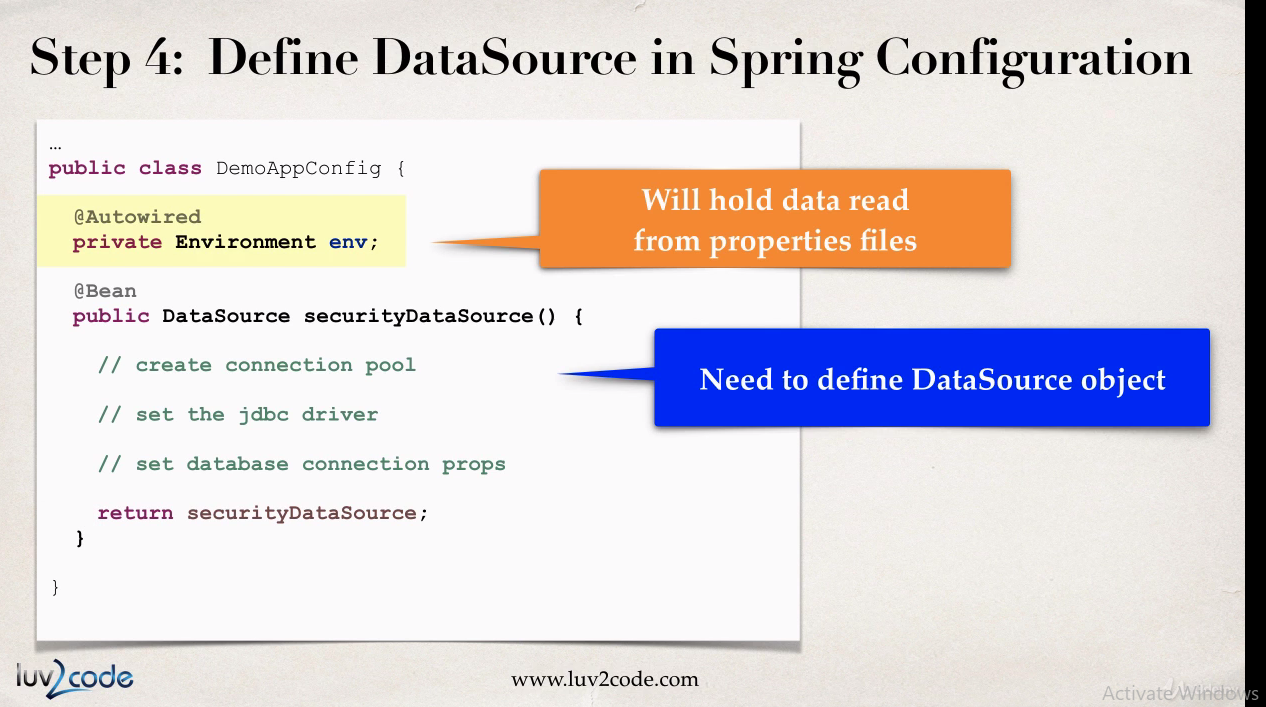 Step 4: Define DataSource in Spring Configuration
…
public class DemoAppConfig {
@Autowired
private Environment env;
Will hold data read
from properties files
@Bean
public DataSource securityDataSource() {
// create connection pool
Need to define DataSource object
// set the jdbc driver
// set database connection props
return securityDataSource;
}
}
luv2code
www.luv2code.com
Activate Windows